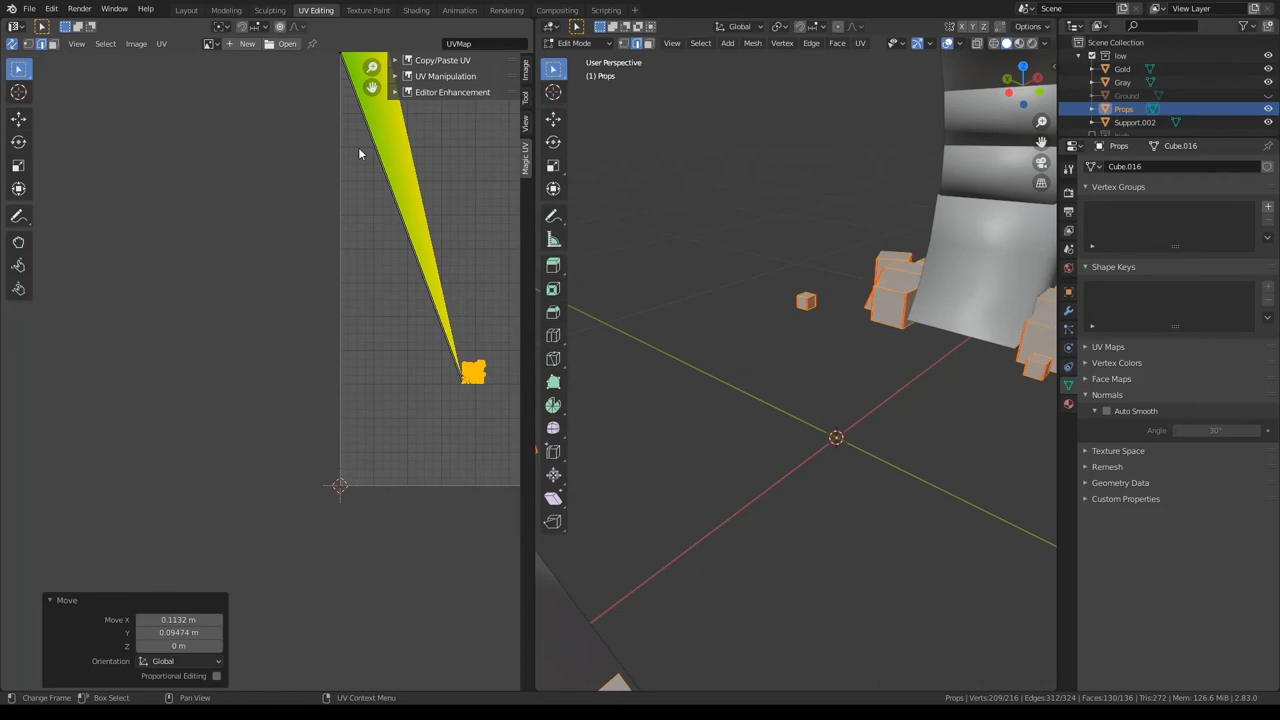 File Edit Render Window Help Layout Modeling Sculpting UV Editing Texture Paint Shading Animation Rendering Compositing Scripting Scene View Layer
Global Options
View Select Image UV New Open UVMap Edit Mode View Select Add Mesh Vertex Edge Face UV Scene Collection
low
Gold
Gray
Ground
Props
Support.002
Copy/Paste UV
UV Manipulation
Editor Enhancement
Image
Tool
View
Magic UV
User Perspective
(1) Props
X Y Z
Props Cube.016
Cube.016
Vertex Groups
Shape Keys
UV Maps
Vertex Colors
Face Maps
Normals
Auto Smooth
Angle 30°
Texture Space
Remesh
Geometry Data
Custom Properties
Move
Move X 0.1132 m
Y 0.09474 m
Z 0 m
Orientation Global
Proportional Editing
Change Frame Box Select Pan View UV Context Menu Props | Verts:209/216 | Edges:312/324 | Faces:130/136 | Tris:272 | Mem: 126.6 MiB | 2.83.0